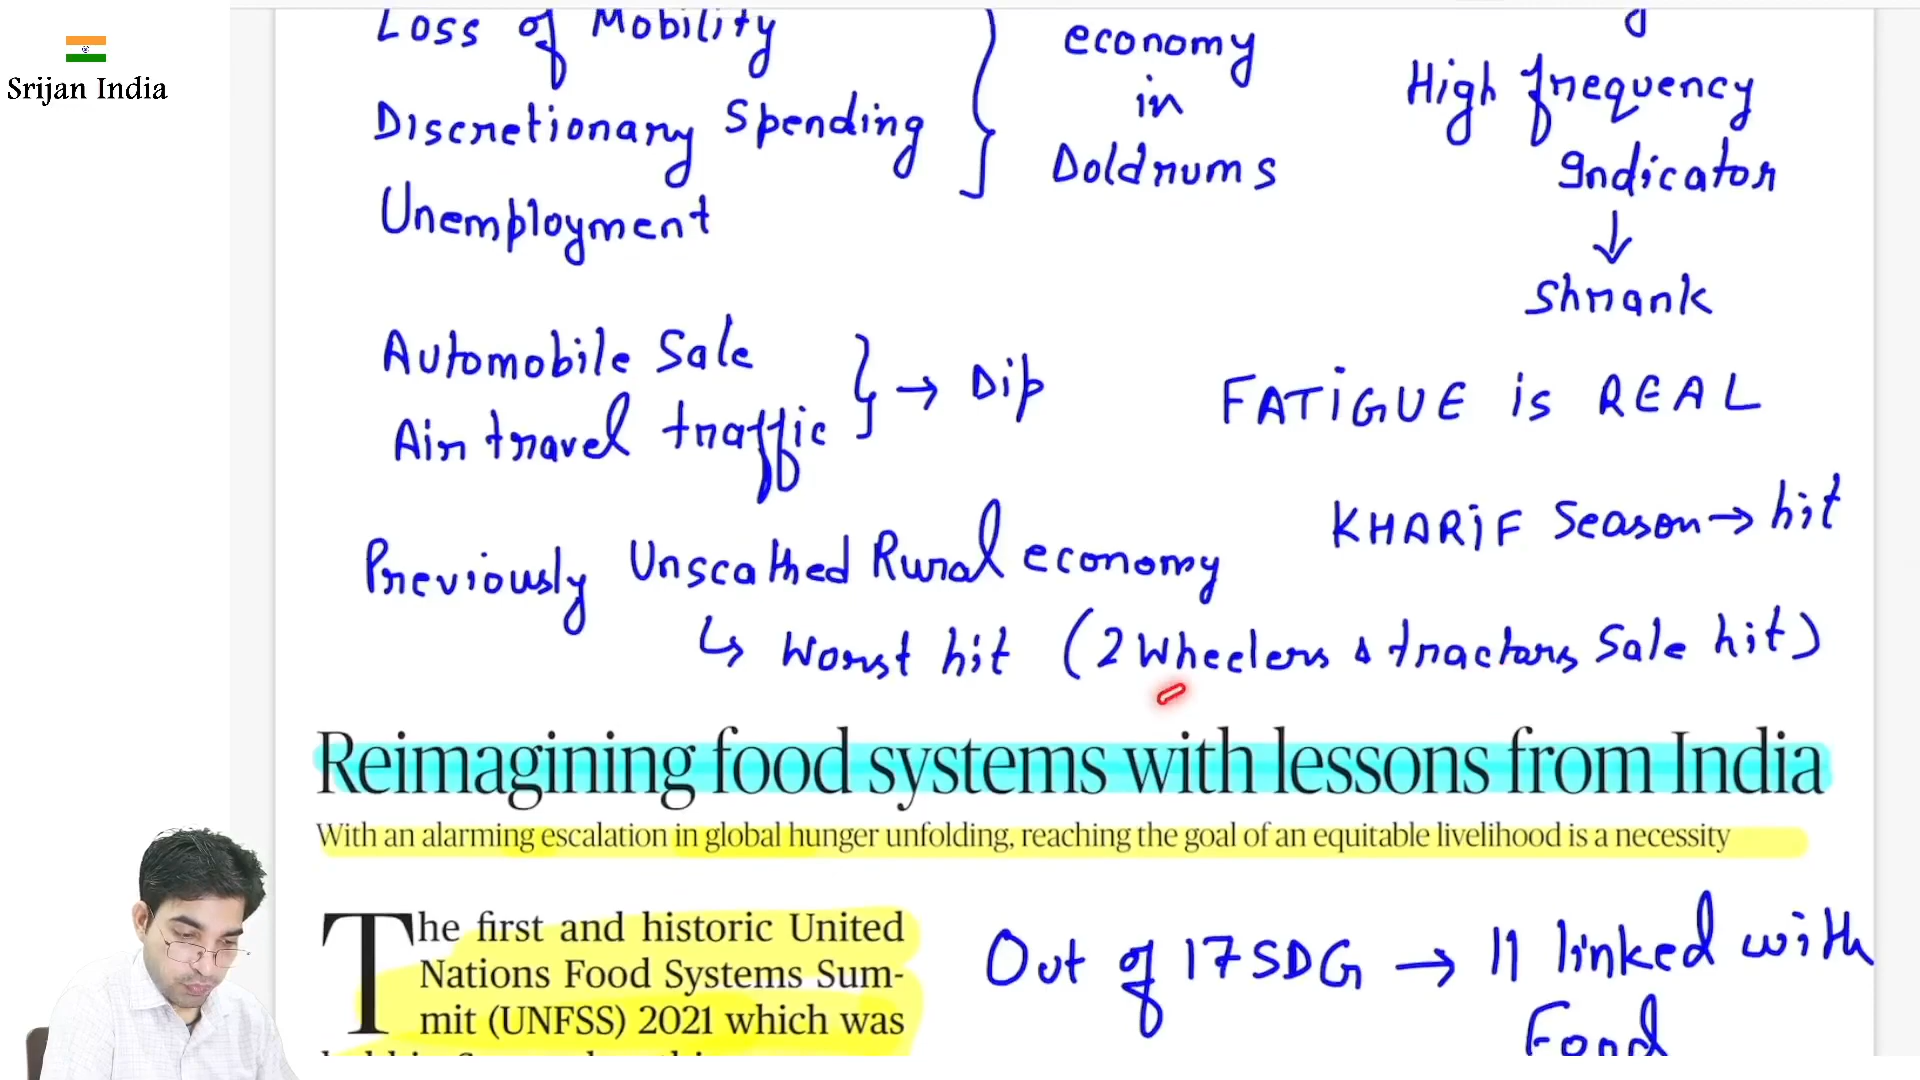 Srijan India
Loss of Mobility
Discretionary Spending
Unemployment
economy
in
Doldrums
High frequency
Indicator
↓
Shrank
Automobile Sale
Air travel traffic
→ Dip
FATIGUE is REAL
KHARIF Season → hit
Previously Unscathed Rural economy
↳ Worst hit (2 Wheelers & tractors Sale hit)
Reimagining food systems with lessons from India
With an alarming escalation in global hunger unfolding, reaching the goal of an equitable livelihood is a necessity
The first and historic United
Nations Food Systems Sum-
mit (UNFSS) 2021 which was
Out of 17 SDG → 11 linked with
Food